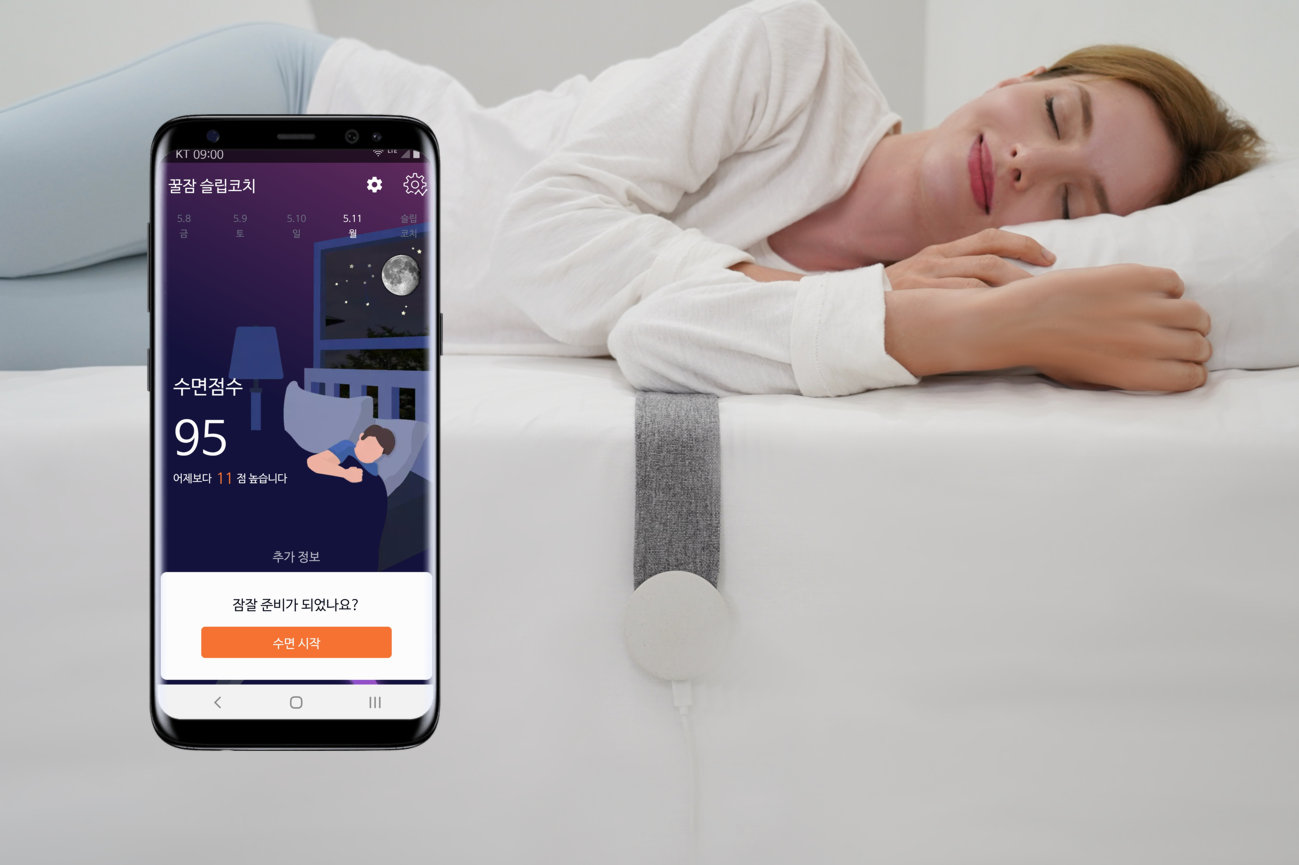 KT 09:00 LTE
꿀잠 슬립코치
5.8 5.9 5.10 5.11 슬립
금 토 일 월 코치
수면점수
95
어제보다 11 점 높습니다
추가 정보
잠잘 준비가 되었나요?
수면 시작